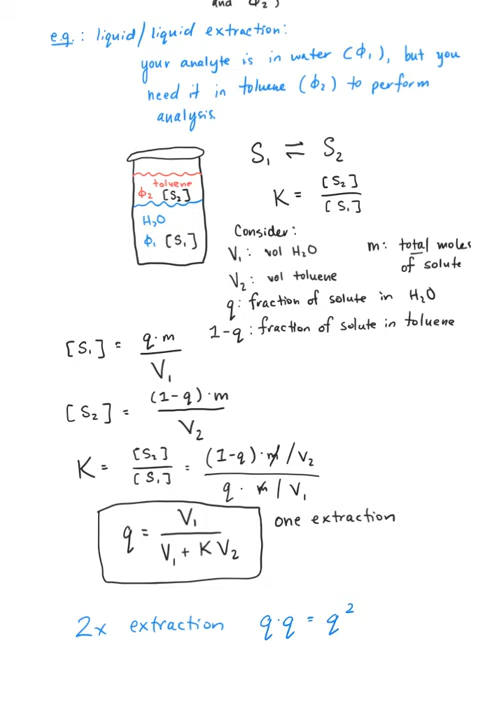 and Φ₂)
e.g.: liquid/liquid extraction:
your analyte is in water (Φ₁), but you
need it in toluene (Φ₂) to perform
analysis.
S₁ ⇌ S₂
toluene
Φ₂ [S₂]
H₂O
Φ₁ [S₁]
K = [S₂] / [S₁]
Consider:
V₁: vol H₂O
m: total moles of solute
V₂: vol toluene
q: fraction of solute in H₂O
1-q: fraction of solute in toluene
[S₁] = q·m / V₁
[S₂] = (1-q)·m / V₂
K = [S₂] / [S₁] = (1-q)·m/V₂ / q·m/V₁
q = V₁ / V₁ + KV₂
one extraction
2x extraction q·q = q²